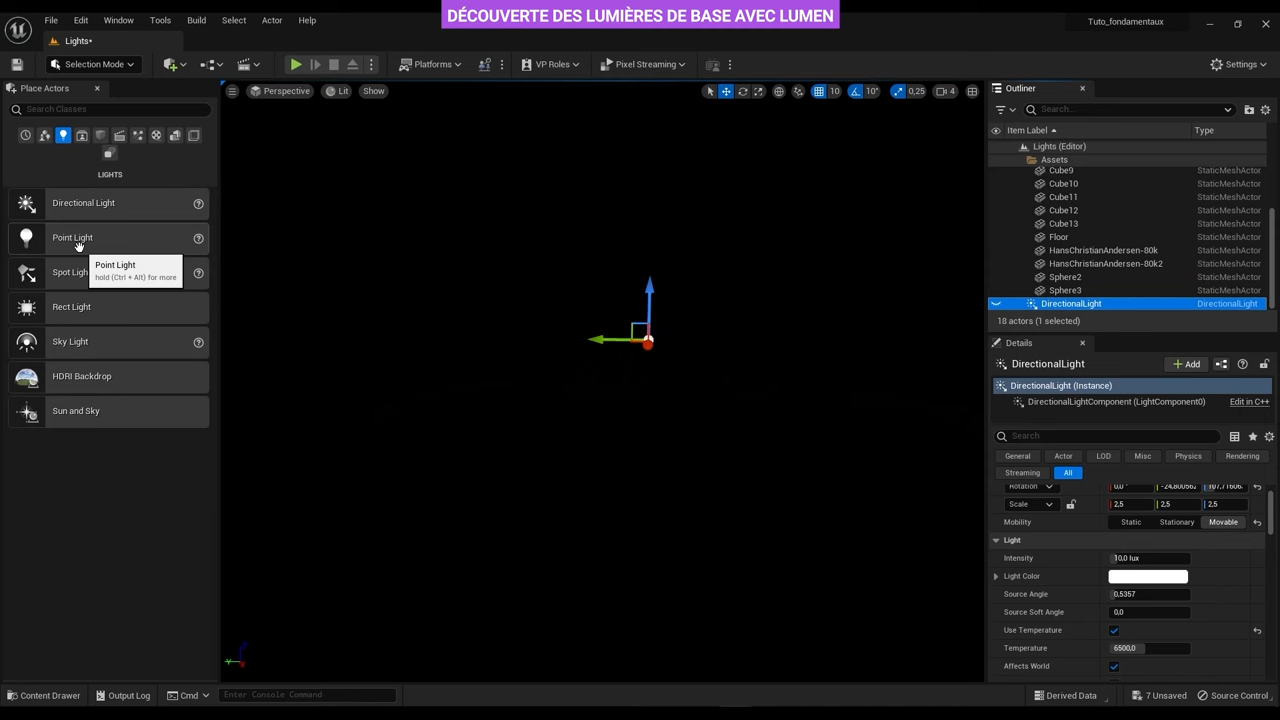 DÉCOUVERTE DES LUMIÈRES DE BASE AVEC LUMEN
File Edit Window Tools Build Select Actor Help
Tuto_fondamentaux
Lights•
Selection Mode
Platforms
VP Roles
Pixel Streaming
Settings
Place Actors
Search Classes
LIGHTS
Directional Light
Point Light
Spot Ligh
Rect Light
Sky Light
HDRI Backdrop
Sun and Sky
Point Light
hold (Ctrl + Alt) for more
Perspective Lit Show
10 10° 0,25 4
Outliner
Search...
Item Label Type
Lights (Editor)
Assets
Cube9 StaticMeshActor
Cube10 StaticMeshActor
Cube11 StaticMeshActor
Cube12 StaticMeshActor
Cube13 StaticMeshActor
Floor StaticMeshActor
HansChristianAndersen-80k StaticMeshActor
HansChristianAndersen-80k2 StaticMeshActor
Sphere2 StaticMeshActor
Sphere3 StaticMeshActor
DirectionalLight DirectionalLight
18 actors (1 selected)
Details
DirectionalLight
Add
DirectionalLight (Instance)
DirectionalLightComponent (LightComponent0) Edit in C++
Search
General Actor LOD Misc Physics Rendering
Streaming All
Rotation 0,0 °
Scale 2,5 2,5 2,5
Mobility Static Stationary Movable
Light
Intensity 10,0 lux
Light Color
Source Angle 0,5357
Source Soft Angle 0,0
Use Temperature
Temperature 6500,0
Affects World
Content Drawer
Output Log
Cmd
Enter Console Command
Derived Data
7 Unsaved
Source Control